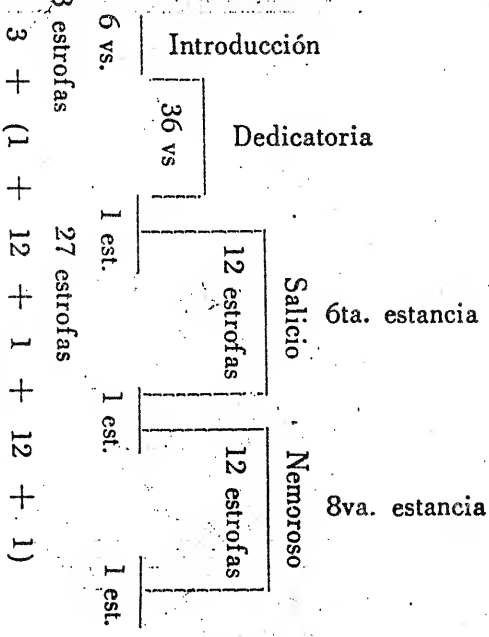 Introducción
6 vs.
Dedicatoria
36 vs
1 est.
Salicio
6ta. estancia
12 estrofas
1 est.
Nemoroso
8va. estancia
12 estrofas
1 est.
3 estrofas
27 estrofas
3 + (1 + 12 + 1 + 12 + 1)